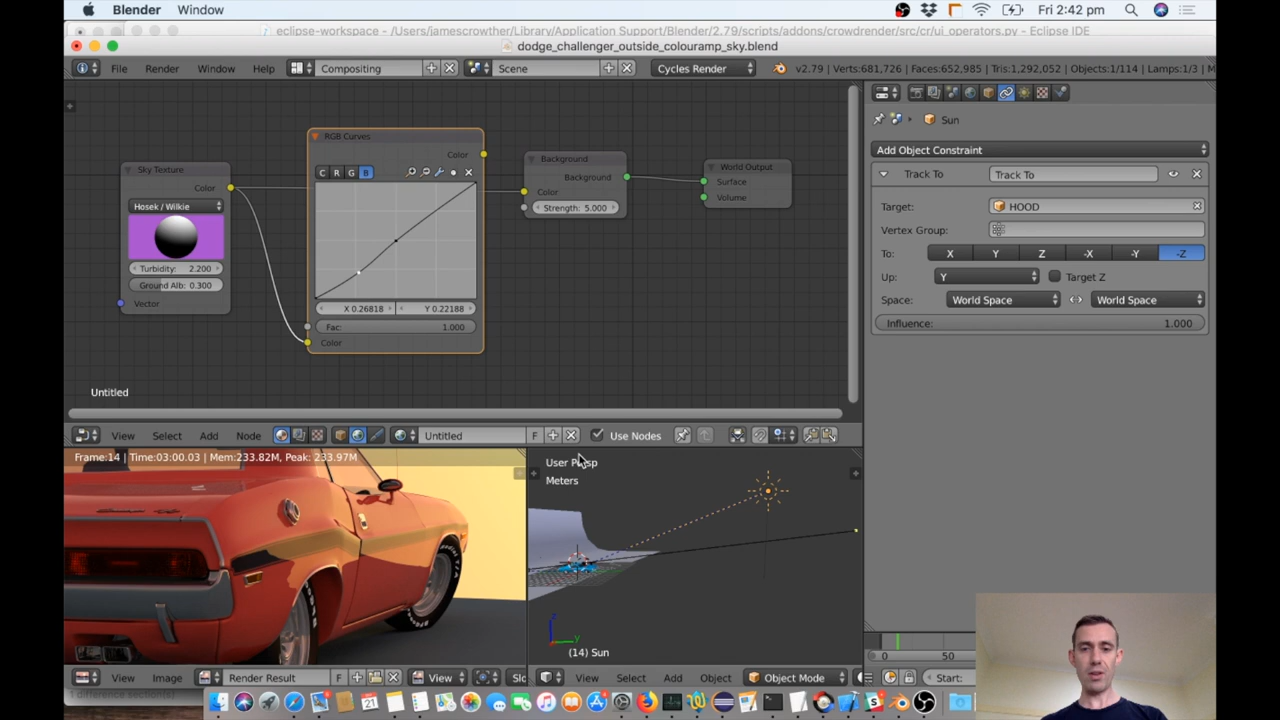 Blender Window Fri 2:42 pm
eclipse-workspace - /Users/jamescrowther/Library/Application Support/Blender/2.79/scripts/addons/crowdrender/src/cr/ui_operators.py - Eclipse IDE
dodge_challenger_outside_colouramp_sky.blend
File Render Window Help Compositing Scene Cycles Render v2.79 | Verts:681,726 | Faces:652,985 | Tris:1,292,052 | Objects:1/114 | Lamps:1/3 | M
Sun
Add Object Constraint
Track To Track To
Target: HOOD
Vertex Group:
To: X Y Z -X -Y -Z
Up: Y Target Z
Space: World Space World Space
Influence: 1.000
Sky Texture
Color
Hosek / Wilkie
Turbidity: 2.200
Ground Alb: 0.300
Vector
RGB Curves
Color
C R G B
X 0.26818 Y 0.22188
Fac: 1.000
Color
Background
Background
Color
Strength: 5.000
World Output
Surface
Volume
Untitled
View Select Add Node Untitled F Use Nodes
Frame:14 | Time:03:00.03 | Mem:233.82M, Peak: 233.97M
User Persp
Meters
(14) Sun
0 50
View Image Render Result F View Slo
View Select Add Object Object Mode
Start: